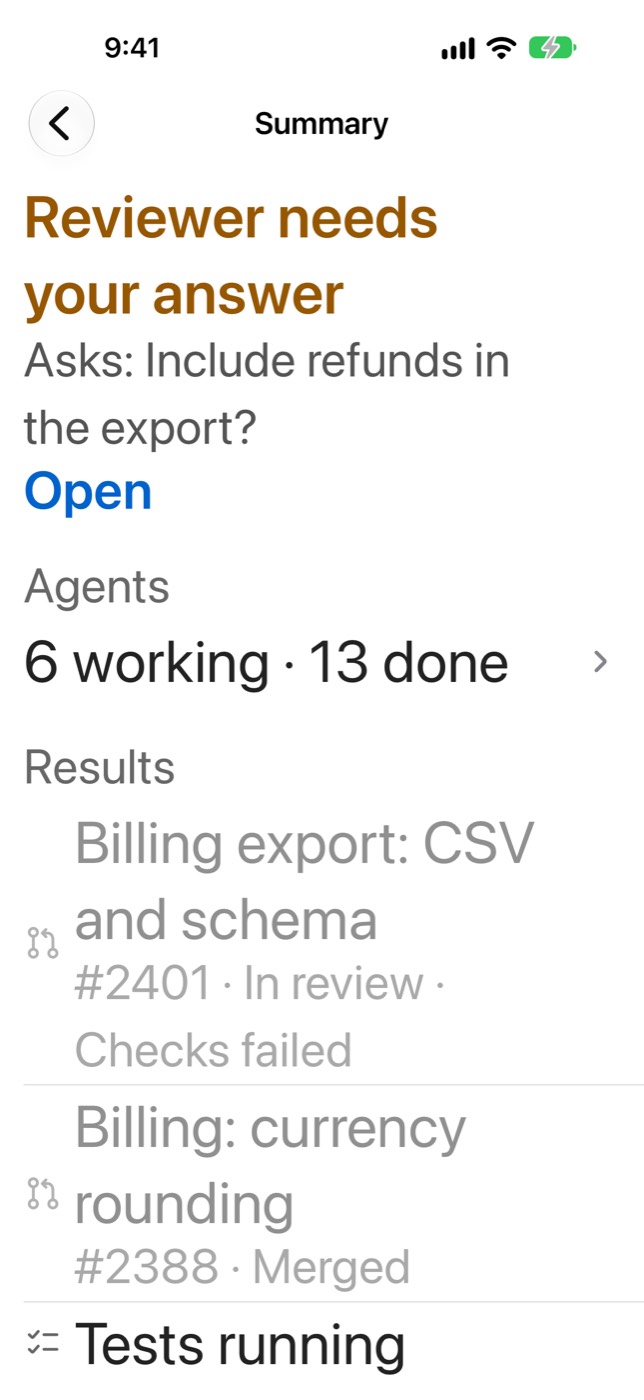 9:41
Summary
Reviewer needs
your answer
Asks: Include refunds in
the export?
Open
Agents
6 working · 13 done
Results
Billing export: CSV
and schema
#2401 · In review ·
Checks failed
Billing: currency
rounding
#2388 · Merged
Tests running